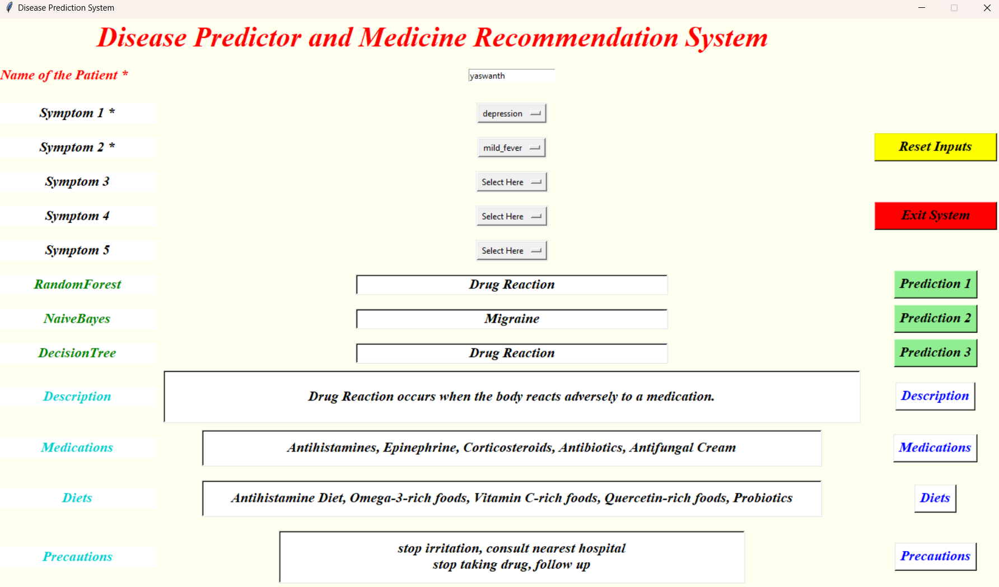 Disease Prediction System
Disease Predictor and Medicine Recommendation System
Name of the Patient * yaswanth
Symptom 1 * depression
Symptom 2 * mild_fever Reset Inputs
Symptom 3 Select Here
Symptom 4 Select Here Exit System
Symptom 5 Select Here
RandomForest Drug Reaction Prediction 1
NaiveBayes Migraine Prediction 2
DecisionTree Drug Reaction Prediction 3
Description Drug Reaction occurs when the body reacts adversely to a medication. Description
Medications Antihistamines, Epinephrine, Corticosteroids, Antibiotics, Antifungal Cream Medications
Diets Antihistamine Diet, Omega-3-rich foods, Vitamin C-rich foods, Quercetin-rich foods, Probiotics Diets
Precautions stop irritation, consult nearest hospital
stop taking drug, follow up Precautions